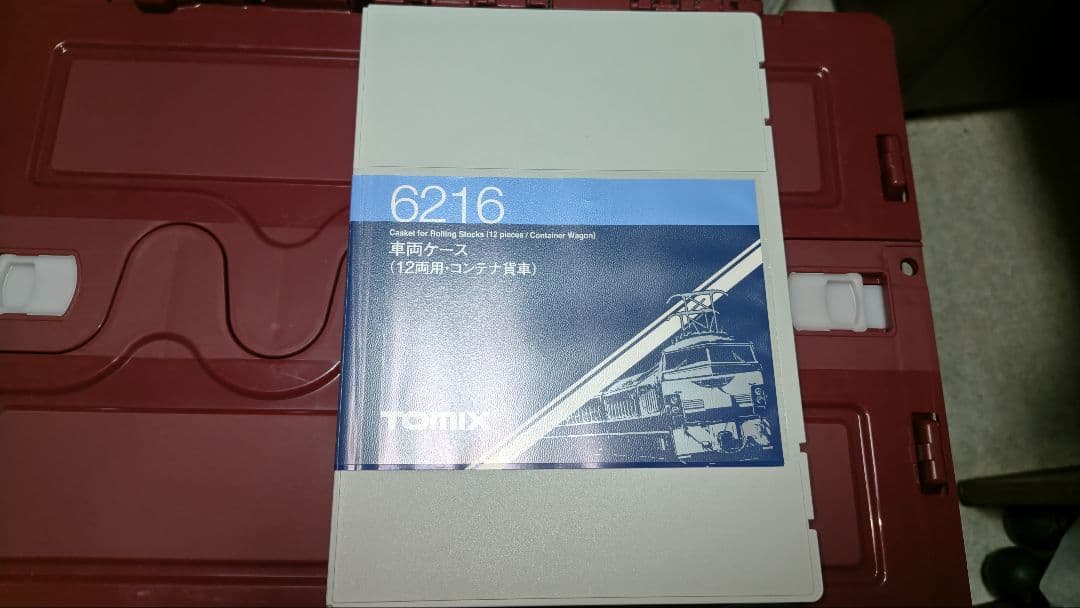 6216
Casket for Rolling Stocks [12 pieces / Container Wagon]
車両ケース
(12両用・コンテナ貨車)
TOMIX